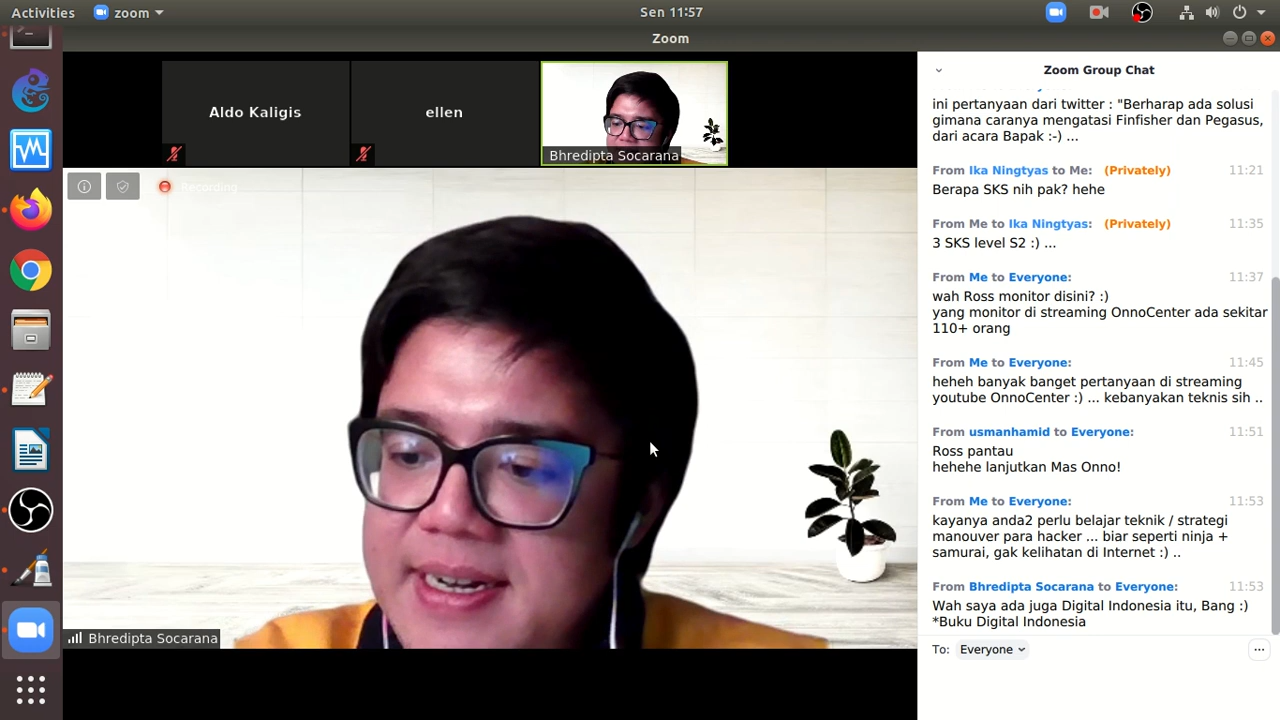 Activities
zoom
Sen 11:57
Zoom
Aldo Kaligis
ellen
Bhredipta Socarana
Recording
Bhredipta Socarana
Zoom Group Chat
ini pertanyaan dari twitter : "Berharap ada solusi
gimana caranya mengatasi Finfisher dan Pegasus,
dari acara Bapak :-) ...
From Ika Ningtyas to Me: (Privately) 11:21
Berapa SKS nih pak? hehe
From Me to Ika Ningtyas: (Privately) 11:35
3 SKS level S2 :) ...
From Me to Everyone: 11:37
wah Ross monitor disini? :)
yang monitor di streaming OnnoCenter ada sekitar
110+ orang
From Me to Everyone: 11:45
heheh banyak banget pertanyaan di streaming
youtube OnnoCenter :) ... kebanyakan teknis sih ..
From usmanhamid to Everyone: 11:51
Ross pantau
hehehe lanjutkan Mas Onno!
From Me to Everyone: 11:53
kayanya anda2 perlu belajar teknik / strategi
manouver para hacker ... biar seperti ninja +
samurai, gak kelihatan di Internet :) ..
From Bhredipta Socarana to Everyone: 11:53
Wah saya ada juga Digital Indonesia itu, Bang :)
*Buku Digital Indonesia
To: Everyone